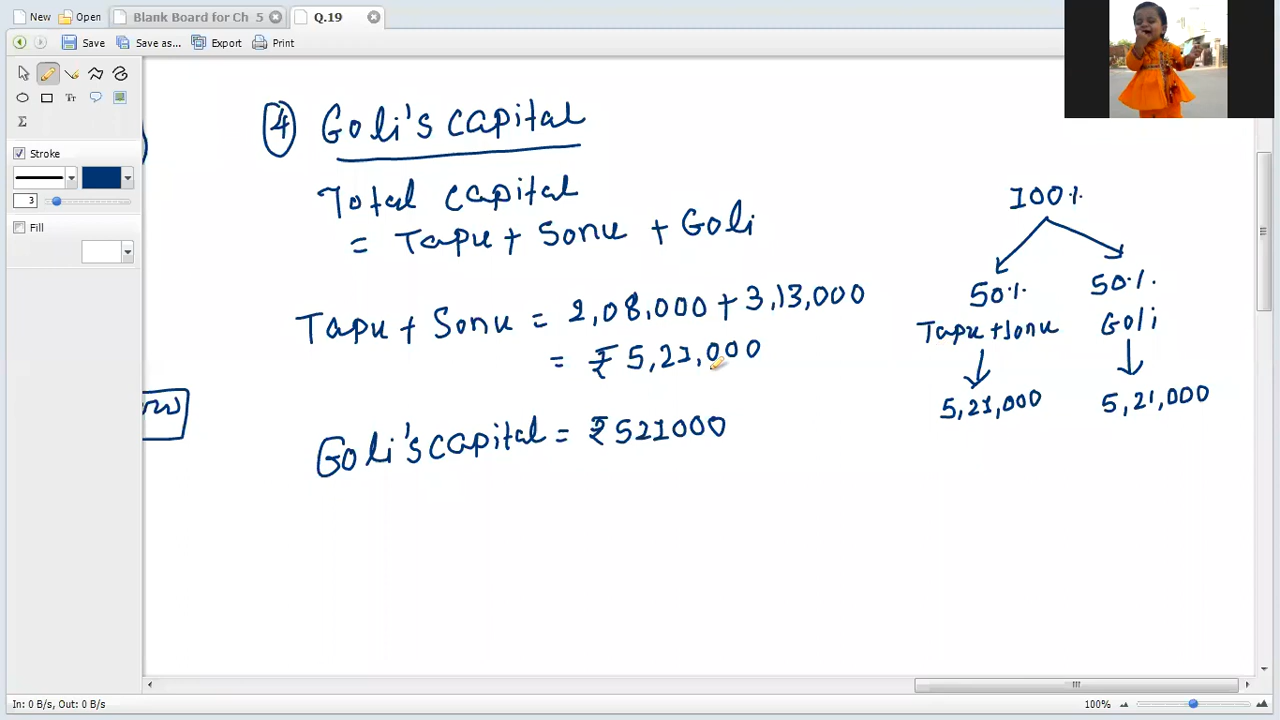 New Open Blank Board for Ch 5 Q.19
Save Save as... Export Print
Tт
Σ
Stroke
3
Fill
④ Goli's capital
Total capital
= Tapu + Sonu + Goli
Tapu + Sonu = 2,08,000 + 3,13,000
= ₹ 5,21,000
Goli's capital = ₹ 521000
100%
50% 50%
Tapu + Sonu Goli
5,21,000 5,21,000
In: 0 B/s, Out: 0 B/s 100%